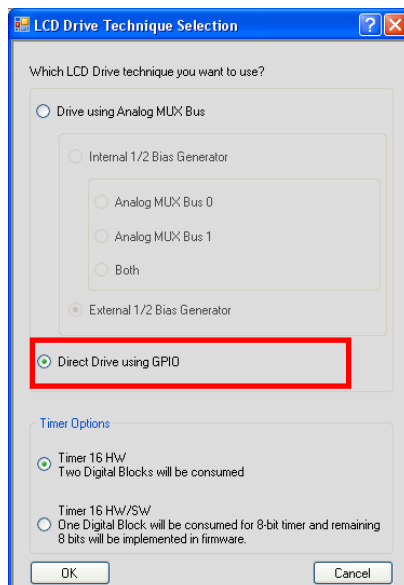 LCD Drive Technique Selection
Which LCD Drive technique you want to use?
Drive using Analog MUX Bus
Internal 1/2 Bias Generator
Analog MUX Bus 0
Analog MUX Bus 1
Both
External 1/2 Bias Generator
Direct Drive using GPIO
Timer Options
Timer 16 HW
Two Digital Blocks will be consumed
Timer 16 HW/SW
One Digital Block will be consumed for 8-bit timer and remaining
8 bits will be implemented in firmware.
OK
Cancel